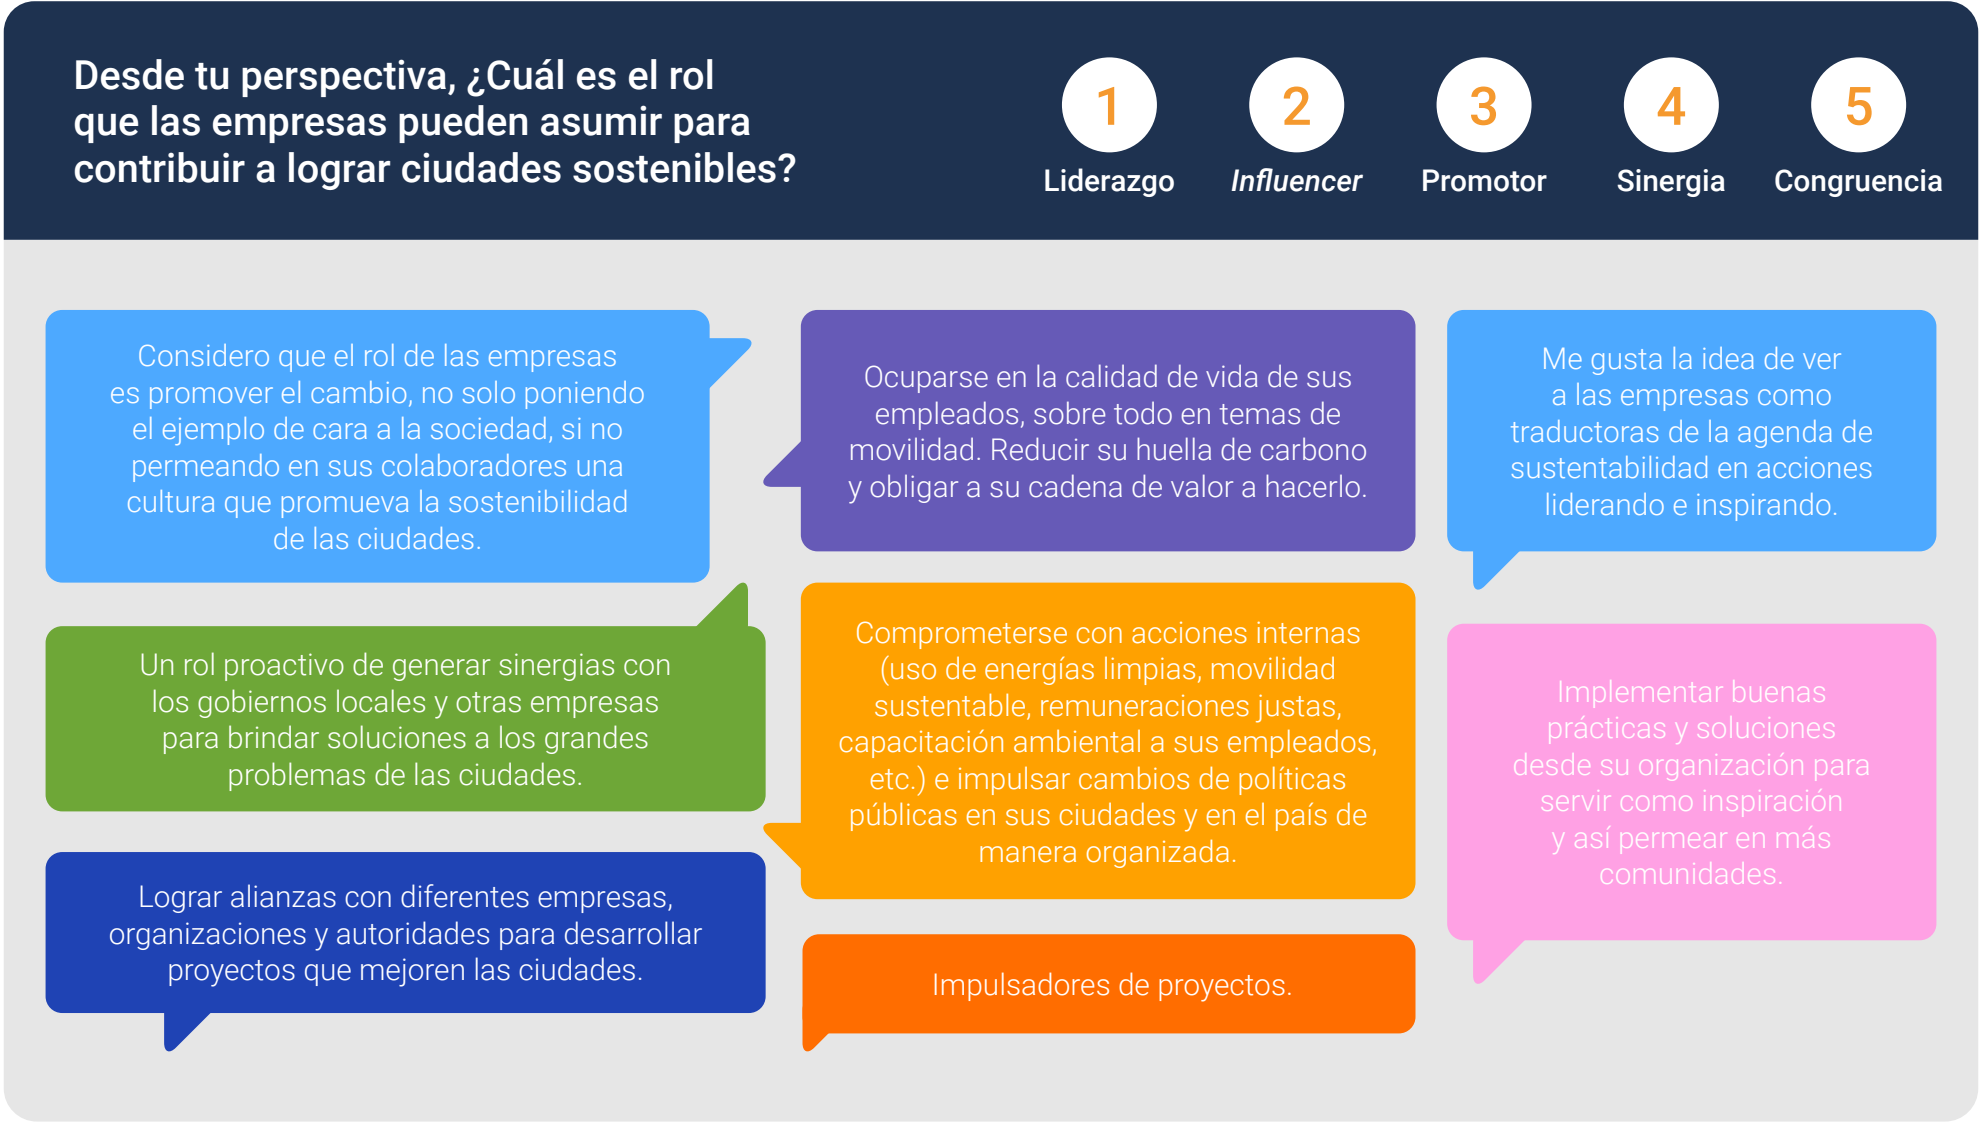 Desde tu perspectiva, ¿Cuál es el rol
que las empresas pueden asumir para
contribuir a lograr ciudades sostenibles?
1
Liderazgo
2
Influencer
3
Promotor
4
Sinergia
5
Congruencia
Considero que el rol de las empresas
es promover el cambio, no solo poniendo
el ejemplo de cara a la sociedad, si no
permeando en sus colaboradores una
cultura que promueva la sostenibilidad
de las ciudades.
Un rol proactivo de generar sinergias con
los gobiernos locales y otras empresas
para brindar soluciones a los grandes
problemas de las ciudades.
Lograr alianzas con diferentes empresas,
organizaciones y autoridades para desarrollar
proyectos que mejoren las ciudades.
Ocuparse en la calidad de vida de sus
empleados, sobre todo en temas de
movilidad. Reducir su huella de carbono
y obligar a su cadena de valor a hacerlo.
Comprometerse con acciones internas
(uso de energías limpias, movilidad
sustentable, remuneraciones justas,
capacitación ambiental a sus empleados,
etc.) e impulsar cambios de políticas
públicas en sus ciudades y en el país de
manera organizada.
Impulsadores de proyectos.
Me gusta la idea de ver
a las empresas como
traductoras de la agenda de
sustentabilidad en acciones
liderando e inspirando.
Implementar buenas
prácticas y soluciones
desde su organización para
servir como inspiración
y así permear en más
comunidades.